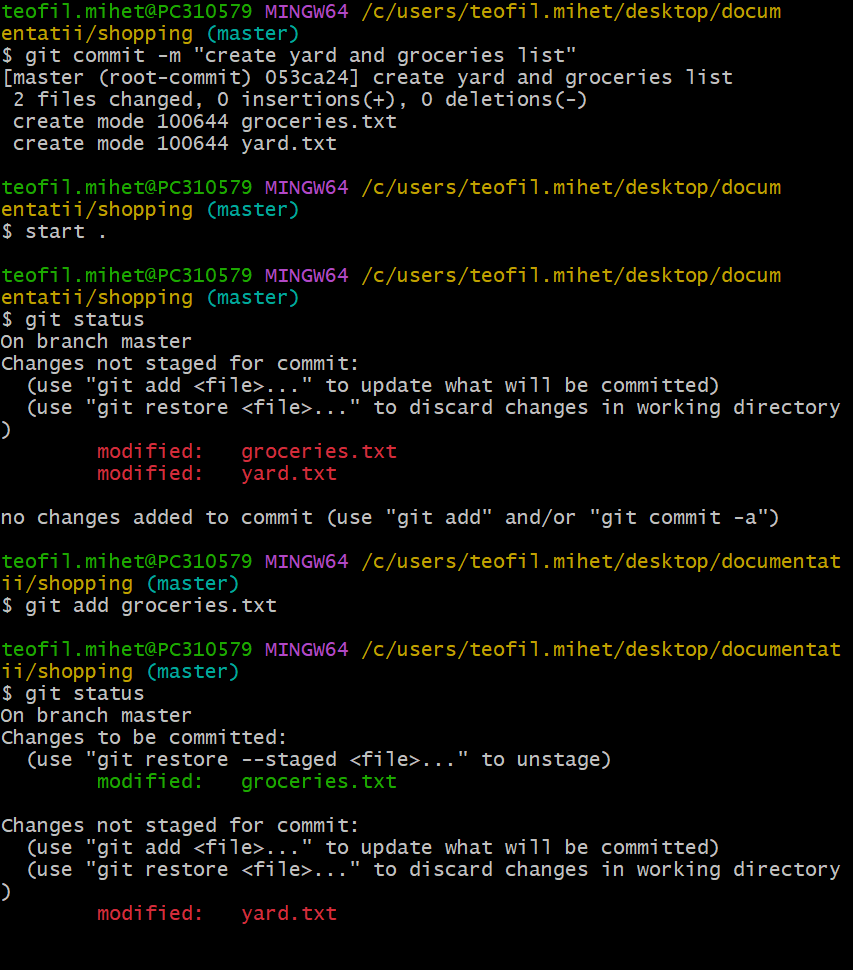 teofil.mihet@PC310579 MINGW64 /c/users/teofil.mihet/desktop/docum
entatii/shopping (master)
$ git commit -m "create yard and groceries list"
[master (root-commit) 053ca24] create yard and groceries list
 2 files changed, 0 insertions(+), 0 deletions(-)
 create mode 100644 groceries.txt
 create mode 100644 yard.txt

teofil.mihet@PC310579 MINGW64 /c/users/teofil.mihet/desktop/docum
entatii/shopping (master)
$ start .

teofil.mihet@PC310579 MINGW64 /c/users/teofil.mihet/desktop/docum
entatii/shopping (master)
$ git status
On branch master
Changes not staged for commit:
  (use "git add <file>..." to update what will be committed)
  (use "git restore <file>..." to discard changes in working directory
)
        modified:   groceries.txt
        modified:   yard.txt

no changes added to commit (use "git add" and/or "git commit -a")

teofil.mihet@PC310579 MINGW64 /c/users/teofil.mihet/desktop/documentat
ii/shopping (master)
$ git add groceries.txt

teofil.mihet@PC310579 MINGW64 /c/users/teofil.mihet/desktop/documentat
ii/shopping (master)
$ git status
On branch master
Changes to be committed:
  (use "git restore --staged <file>..." to unstage)
        modified:   groceries.txt

Changes not staged for commit:
  (use "git add <file>..." to update what will be committed)
  (use "git restore <file>..." to discard changes in working directory
)
        modified:   yard.txt